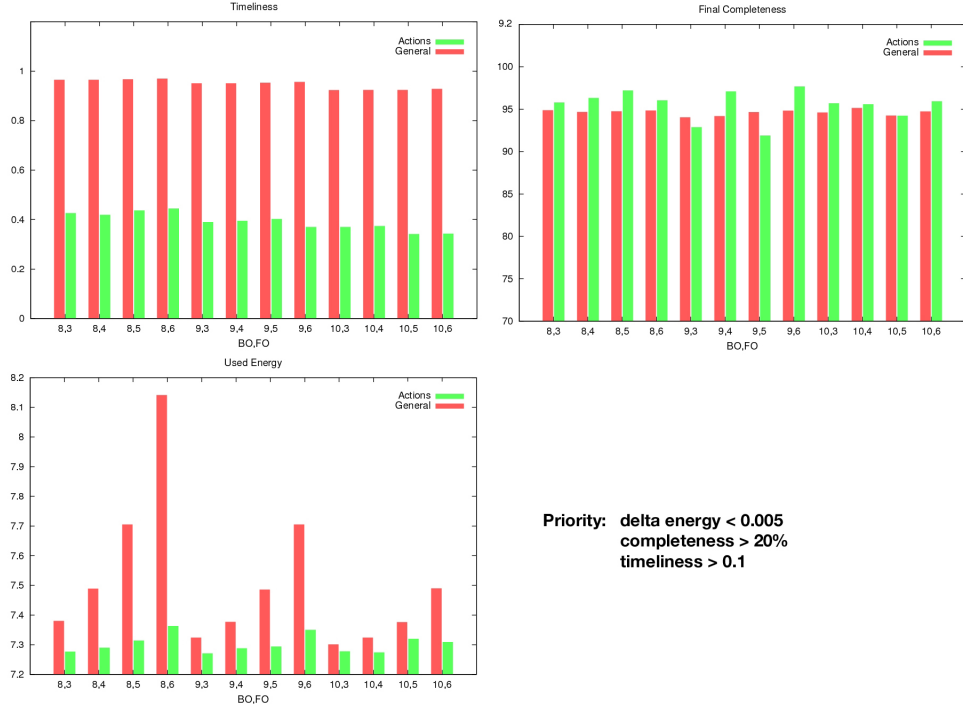 Timeliness
Actions
General
1
0.8
0.6
0.4
0.2
0
8,3 8,4 8,5 8,6 9,3 9,4 9,5 9,6 10,3 10,4 10,5 10,6
BO,FO
Final Completeness
9.2
Actions
General
100
95
90
85
80
75
70
8,3 8,4 8,5 8,6 9,3 9,4 9,5 9,6 10,3 10,4 10,5 10,6
BO,FO
Used Energy
8.2
Actions
General
8.1
8
7.9
7.8
7.7
7.6
7.5
7.4
7.3
7.2
8,3 8,4 8,5 8,6 9,3 9,4 9,5 9,6 10,3 10,4 10,5 10,6
BO,FO
Priority: delta energy < 0.005
completeness > 20%
timeliness > 0.1